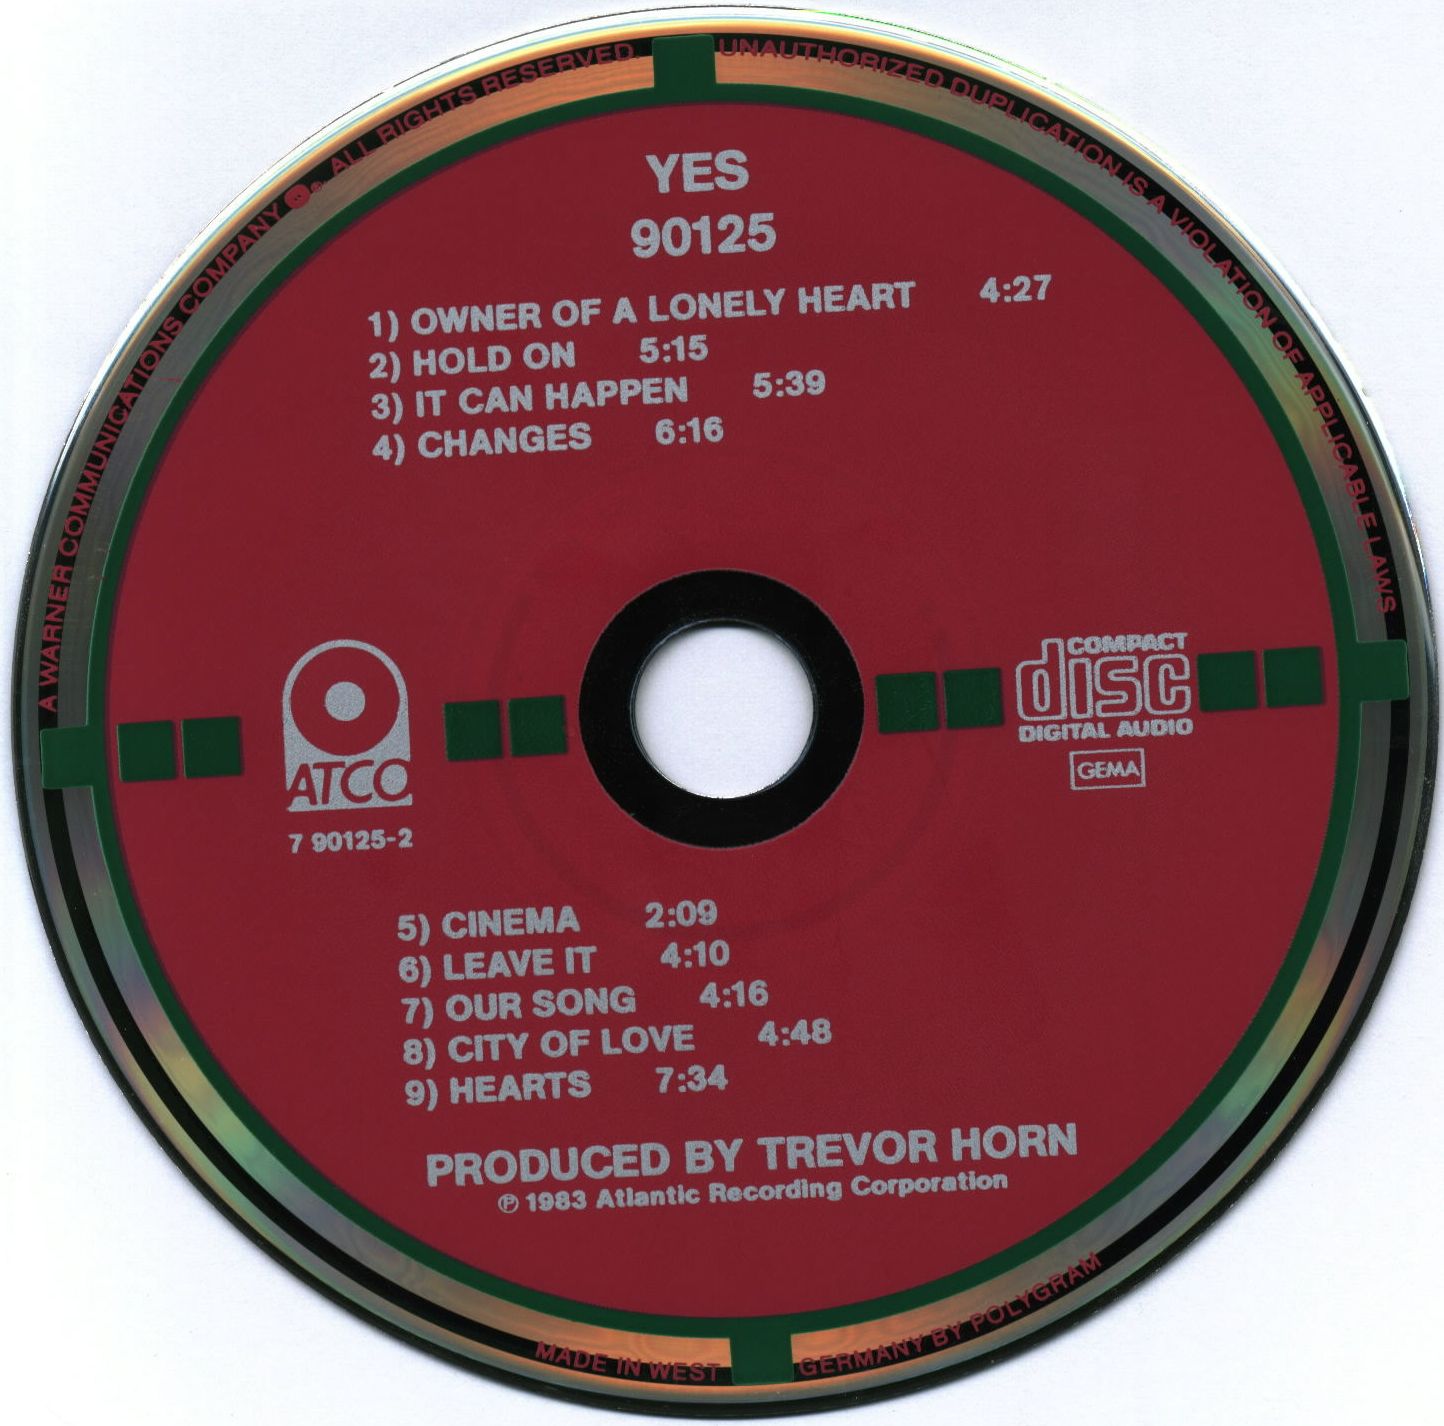 YES
90125
1) OWNER OF A LONELY HEART 4:27
2) HOLD ON 5:15
3) IT CAN HAPPEN 5:39
4) CHANGES 6:16
ATCO
7 90125-2
COMPACT
disc
DIGITAL AUDIO
GEMA
5) CINEMA 2:09
6) LEAVE IT 4:10
7) OUR SONG 4:16
8) CITY OF LOVE 4:48
9) HEARTS 7:34
PRODUCED BY TREVOR HORN
℗ 1983 Atlantic Recording Corporation
A WARNER COMMUNICATIONS COMPANY ALL RIGHTS RESERVED. UNAUTHORIZED DUPLICATION IS A VIOLATION OF APPLICABLE LAWS
MADE IN WEST GERMANY BY POLYGRAM